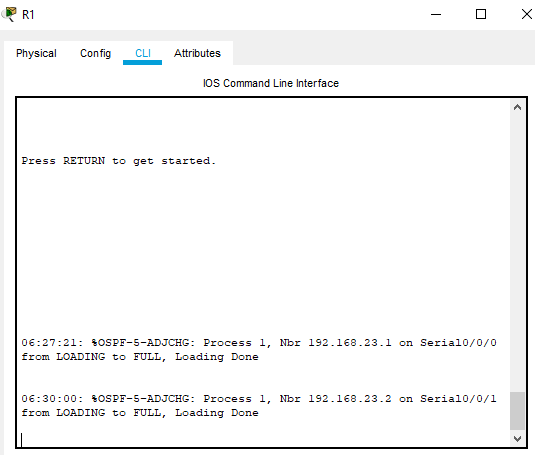 R1
Physical Config CLI Attributes
IOS Command Line Interface
Press RETURN to get started.
06:27:21: %OSPF-5-ADJCHG: Process 1, Nbr 192.168.23.1 on Serial0/0/0
from LOADING to FULL, Loading Done
06:30:00: %OSPF-5-ADJCHG: Process 1, Nbr 192.168.23.2 on Serial0/0/1
from LOADING to FULL, Loading Done